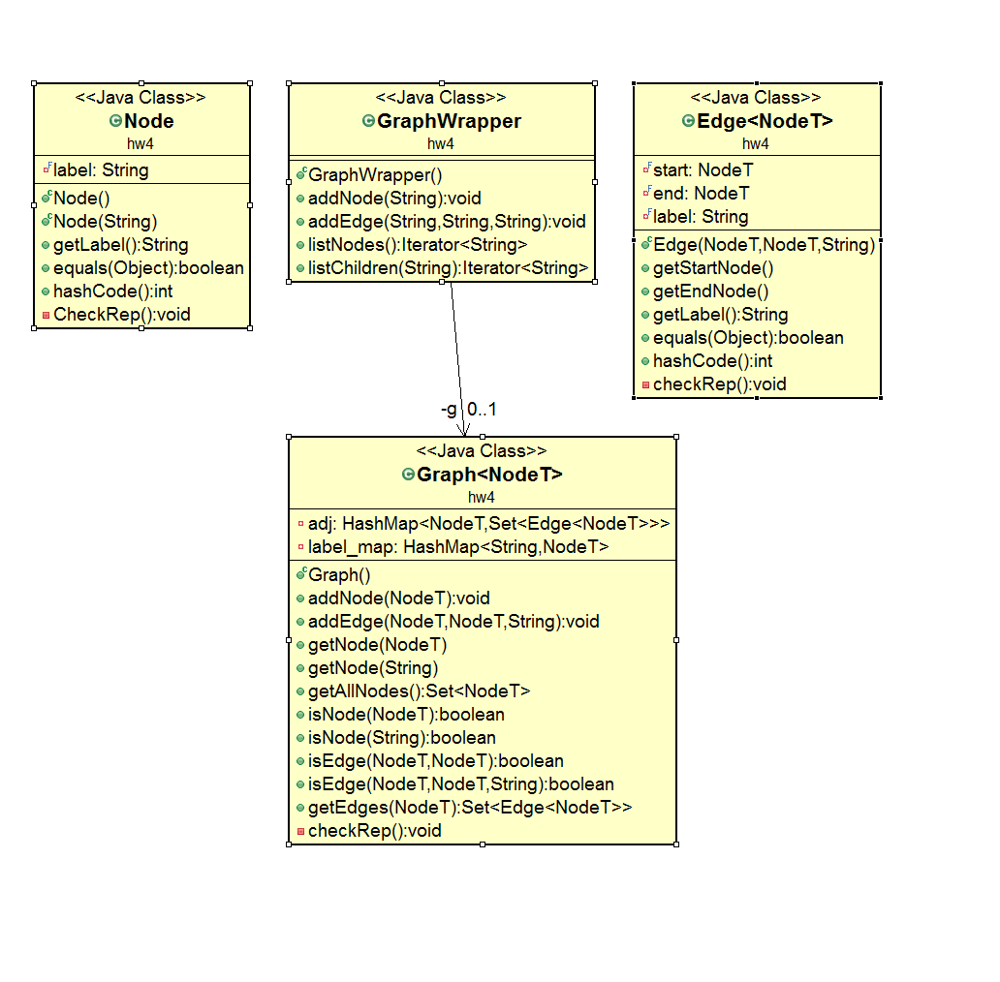 <<Java Class>>
Node
hw4
label: String
Node()
Node(String)
getLabel():String
equals(Object):boolean
hashCode():int
CheckRep():void
<<Java Class>>
GraphWrapper
hw4
GraphWrapper()
addNode(String):void
addEdge(String,String,String):void
listNodes():Iterator<String>
listChildren(String):Iterator<String>
<<Java Class>>
Edge<NodeT>
hw4
start: NodeT
end: NodeT
label: String
Edge(NodeT,NodeT,String)
getStartNode()
getEndNode()
getLabel():String
equals(Object):boolean
hashCode():int
checkRep():void
-g 0..1
<<Java Class>>
Graph<NodeT>
hw4
adj: HashMap<NodeT,Set<Edge<NodeT>>>
label_map: HashMap<String,NodeT>
Graph()
addNode(NodeT):void
addEdge(NodeT,NodeT,String):void
getNode(NodeT)
getNode(String)
getAllNodes():Set<NodeT>
isNode(NodeT):boolean
isNode(String):boolean
isEdge(NodeT,NodeT):boolean
isEdge(NodeT,NodeT,String):boolean
getEdges(NodeT):Set<Edge<NodeT>>
checkRep():void